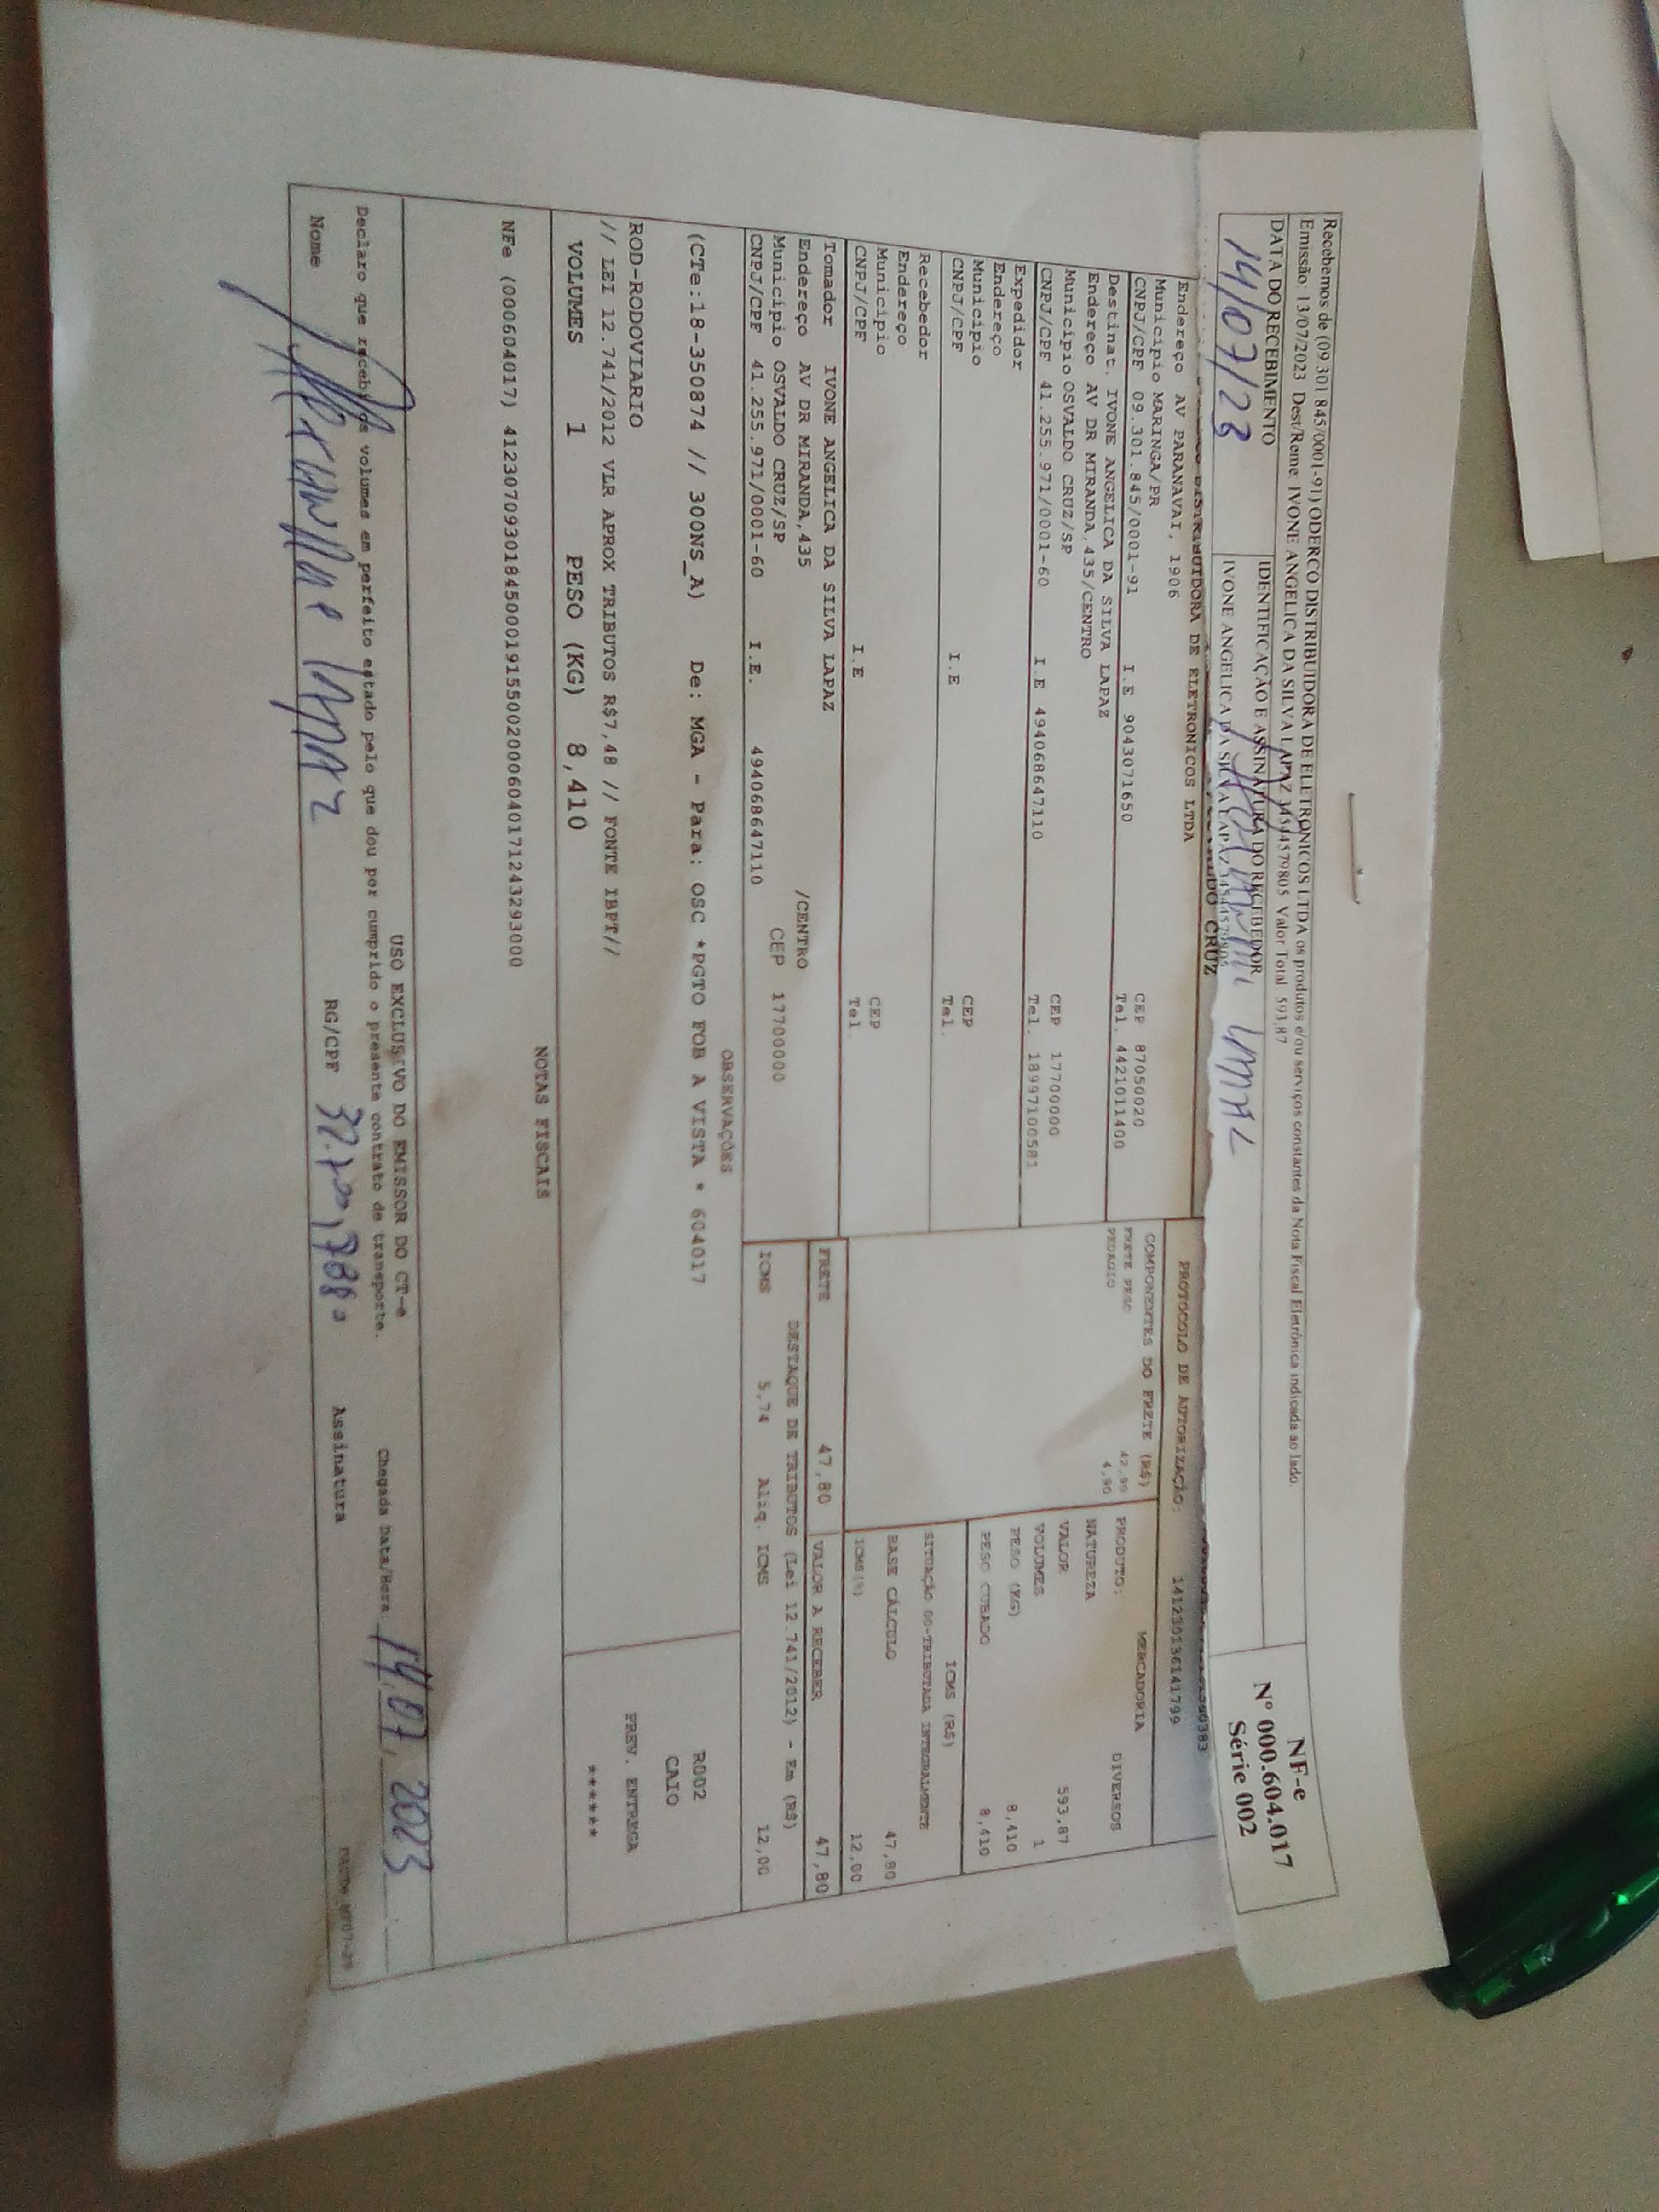 Recebemos de (09.301.845/0001-91) ODERCO DISTRIBUIDORA DE ELETRONICOS LTDA os produtos e/ou serviços constantes da Nota Fiscal Eletrônica indicada ao lado.
Emissão: 13/07/2023 Dest/Reme: IVONE ANGELICA DA SILVA LAPAZ 34544579805 Valor Total: 593,87
DATA DO RECEBIMENTO
14/07/23
IDENTIFICAÇÃO E ASSINATURA DO RECEBEDOR
IVONE ANGELICA DA SILVA LAPAZ 34544579805
NF-e
Nº 000.604.017
Série 002
CRUZ
DISTRIBUIDORA DE ELETRONICOS LTDA
Endereço AV PARANAVAI, 1906
Município MARINGA/PR CEP 87050020
CNPJ/CPF 09.301.845/0001-91 I.E 9043071650 Tel. 4421011400
Destinat. IVONE ANGELICA DA SILVA LAPAZ
Endereço AV DR MIRANDA,435/CENTRO
Município OSVALDO CRUZ/SP CEP 17700000
CNPJ/CPF 41.255.971/0001-60 I.E 494068647110 Tel. 18997100581
Expedidor
Endereço
Município CEP
CNPJ/CPF I.E Tel.
Recebedor
Endereço
Município CEP
CNPJ/CPF I.E Tel.
Tomador IVONE ANGELICA DA SILVA LAPAZ
Endereço AV DR MIRANDA,435 /CENTRO
Município OSVALDO CRUZ/SP CEP 17700000
CNPJ/CPF 41.255.971/0001-60 I.E. 494068647110
PROTOCOLO DE AUTORIZAÇÃO: 141230136141799
COMPONENTES DO FRETE (R$)
FRETE PESO 42,90
PEDAGIO 4,90
MERCADORIA
PRODUTO: DIVERSOS
NATUREZA
VALOR 593,87
VOLUMES 1
PESO (KG) 8,410
PESO CUBADO 8,410
ICMS (R$)
SITUAÇÃO 00-TRIBUTADA INTEGRALMENTE
BASE CÁLCULO 47,80
ICMS(%) 12,00
FRETE 47,80 VALOR A RECEBER 47,80
DESTAQUE DE TRIBUTOS (Lei 12.741/2012) - Em (R$)
ICMS 5,74 Aliq. ICMS 12,00
OBSERVAÇÕES
(CTe:18-350874 // 300NS_A) De: MGA - Para: OSC *PGTO FOB A VISTA * 604017
R002
CAIO
ROD-RODOVIARIO
// LEI 12.741/2012 VLR APROX TRIBUTOS R$7,48 // FONTE IBPT//
PREV. ENTREGA
******
VOLUMES 1 PESO (KG) 8,410
NOTAS FISCAIS
NFe (000604017) 41230709301845000191550020006040171243293000
USO EXCLUSIVO DO EMISSOR DO CT-e
Declaro que recebi os volumes em perfeito estado pelo que dou por cumprido o presente contrato de transporte.
Chegada Data/Hora: 14.07.2023
Nome RG/CPF Assinatura